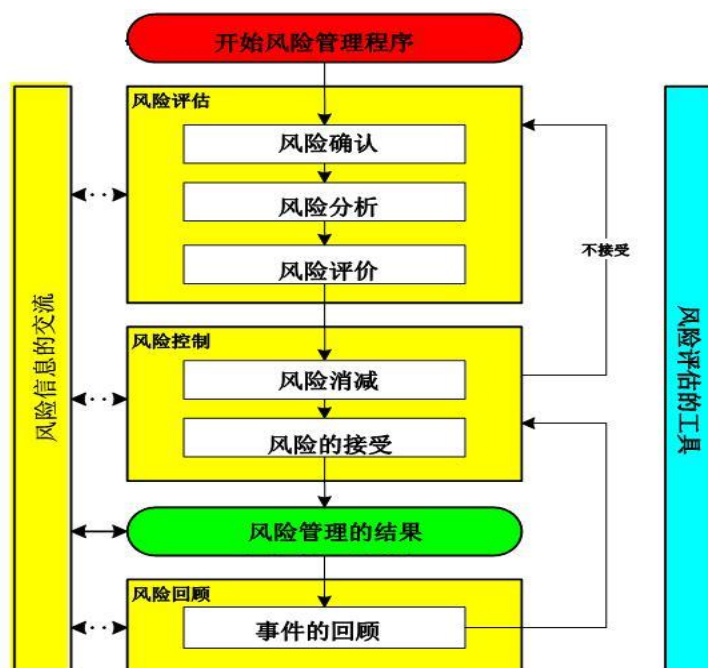 开始风险管理程序
风险评估
风险确认
风险分析
风险评价
不接受
风险控制
风险消减
风险的接受
风险管理的结果
风险回顾
事件的回顾
风险信息的交流
风险评估的工具